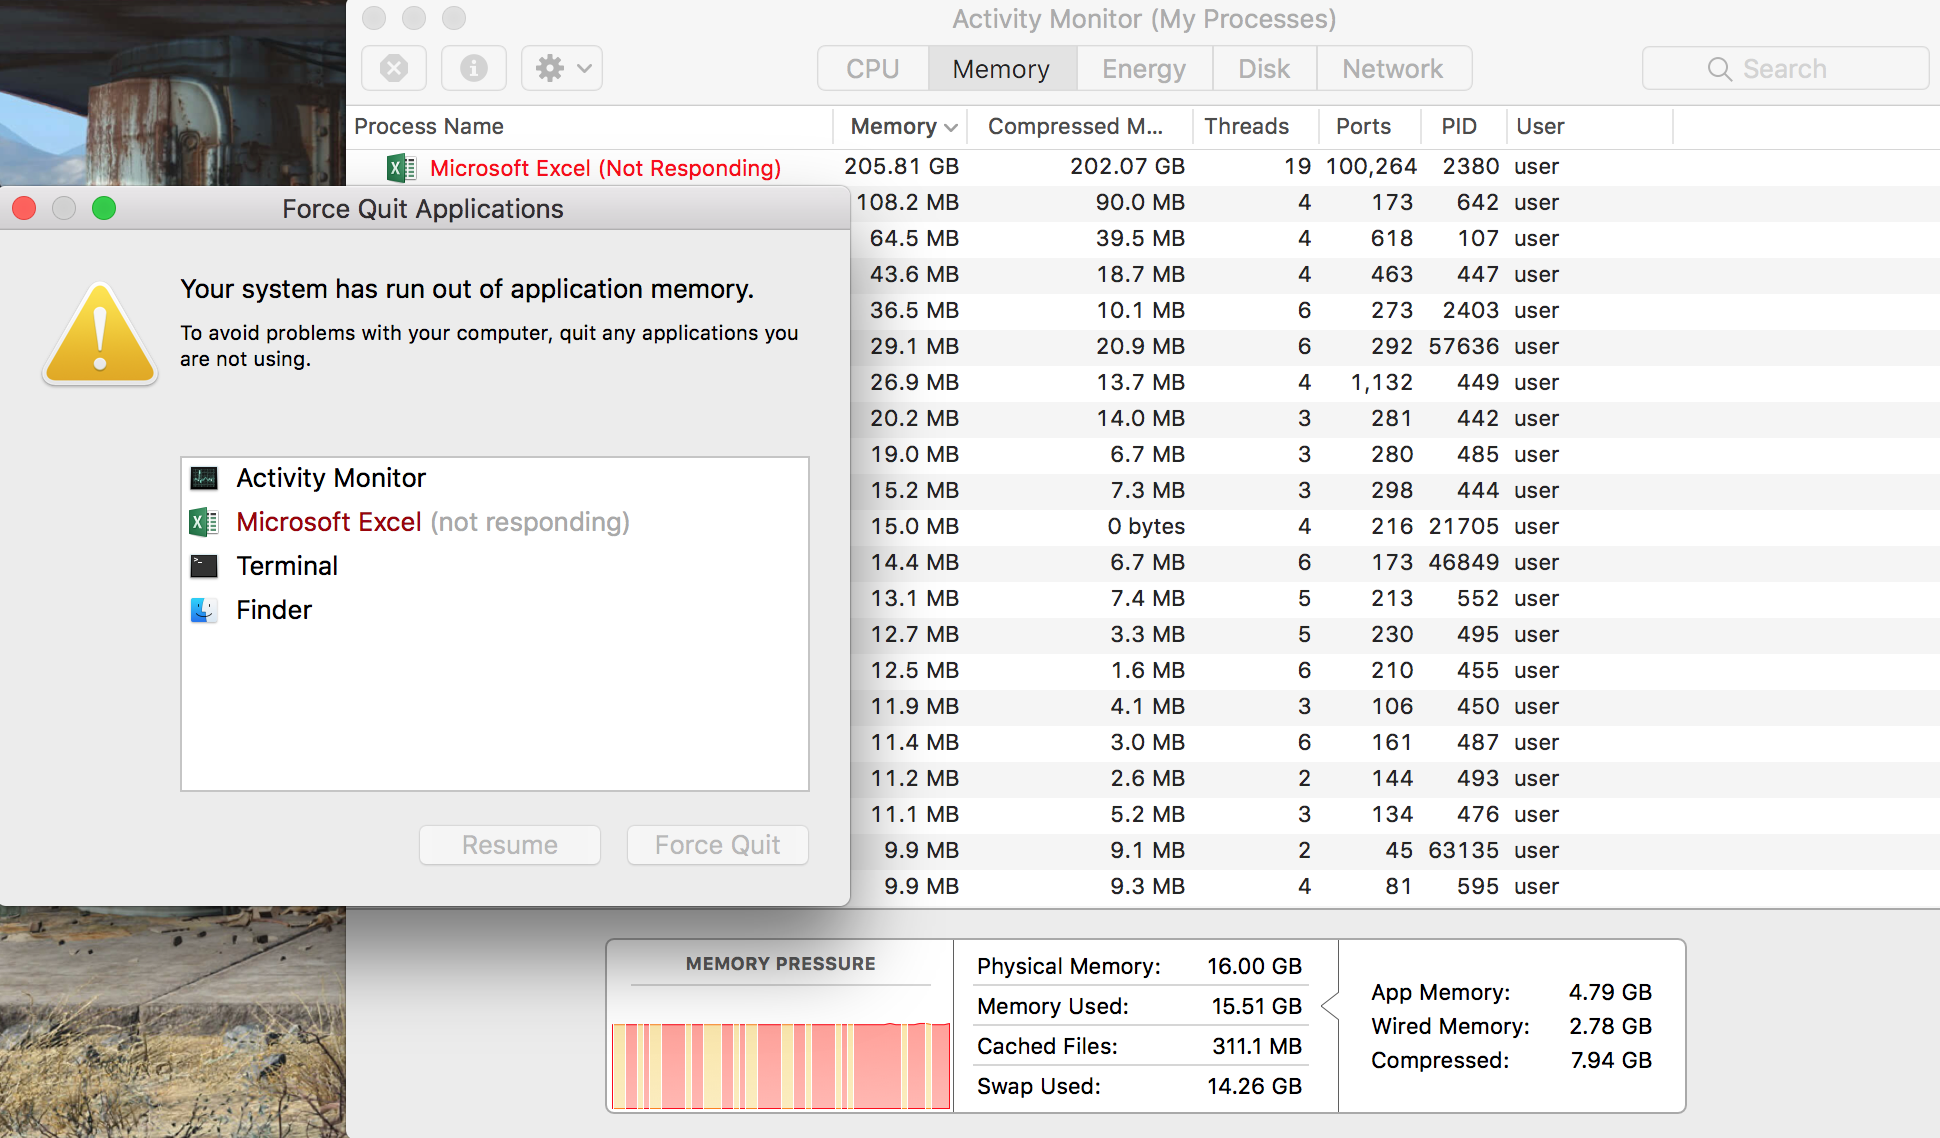 Activity Monitor (My Processes)
CPU Memory Energy Disk Network Search
Process Name Memory Compressed M... Threads Ports PID User
Microsoft Excel (Not Responding) 205.81 GB 202.07 GB 19 100,264 2380 user
108.2 MB 90.0 MB 4 173 642 user
64.5 MB 39.5 MB 4 618 107 user
43.6 MB 18.7 MB 4 463 447 user
36.5 MB 10.1 MB 6 273 2403 user
29.1 MB 20.9 MB 6 292 57636 user
26.9 MB 13.7 MB 4 1,132 449 user
20.2 MB 14.0 MB 3 281 442 user
19.0 MB 6.7 MB 3 280 485 user
15.2 MB 7.3 MB 3 298 444 user
15.0 MB 0 bytes 4 216 21705 user
14.4 MB 6.7 MB 6 173 46849 user
13.1 MB 7.4 MB 5 213 552 user
12.7 MB 3.3 MB 5 230 495 user
12.5 MB 1.6 MB 6 210 455 user
11.9 MB 4.1 MB 3 106 450 user
11.4 MB 3.0 MB 6 161 487 user
11.2 MB 2.6 MB 2 144 493 user
11.1 MB 5.2 MB 3 134 476 user
9.9 MB 9.1 MB 2 45 63135 user
9.9 MB 9.3 MB 4 81 595 user
Force Quit Applications
Your system has run out of application memory.
To avoid problems with your computer, quit any applications you
are not using.
Activity Monitor
Microsoft Excel (not responding)
Terminal
Finder
Resume Force Quit
MEMORY PRESSURE
Physical Memory: 16.00 GB
Memory Used: 15.51 GB
Cached Files: 311.1 MB
Swap Used: 14.26 GB
App Memory: 4.79 GB
Wired Memory: 2.78 GB
Compressed: 7.94 GB